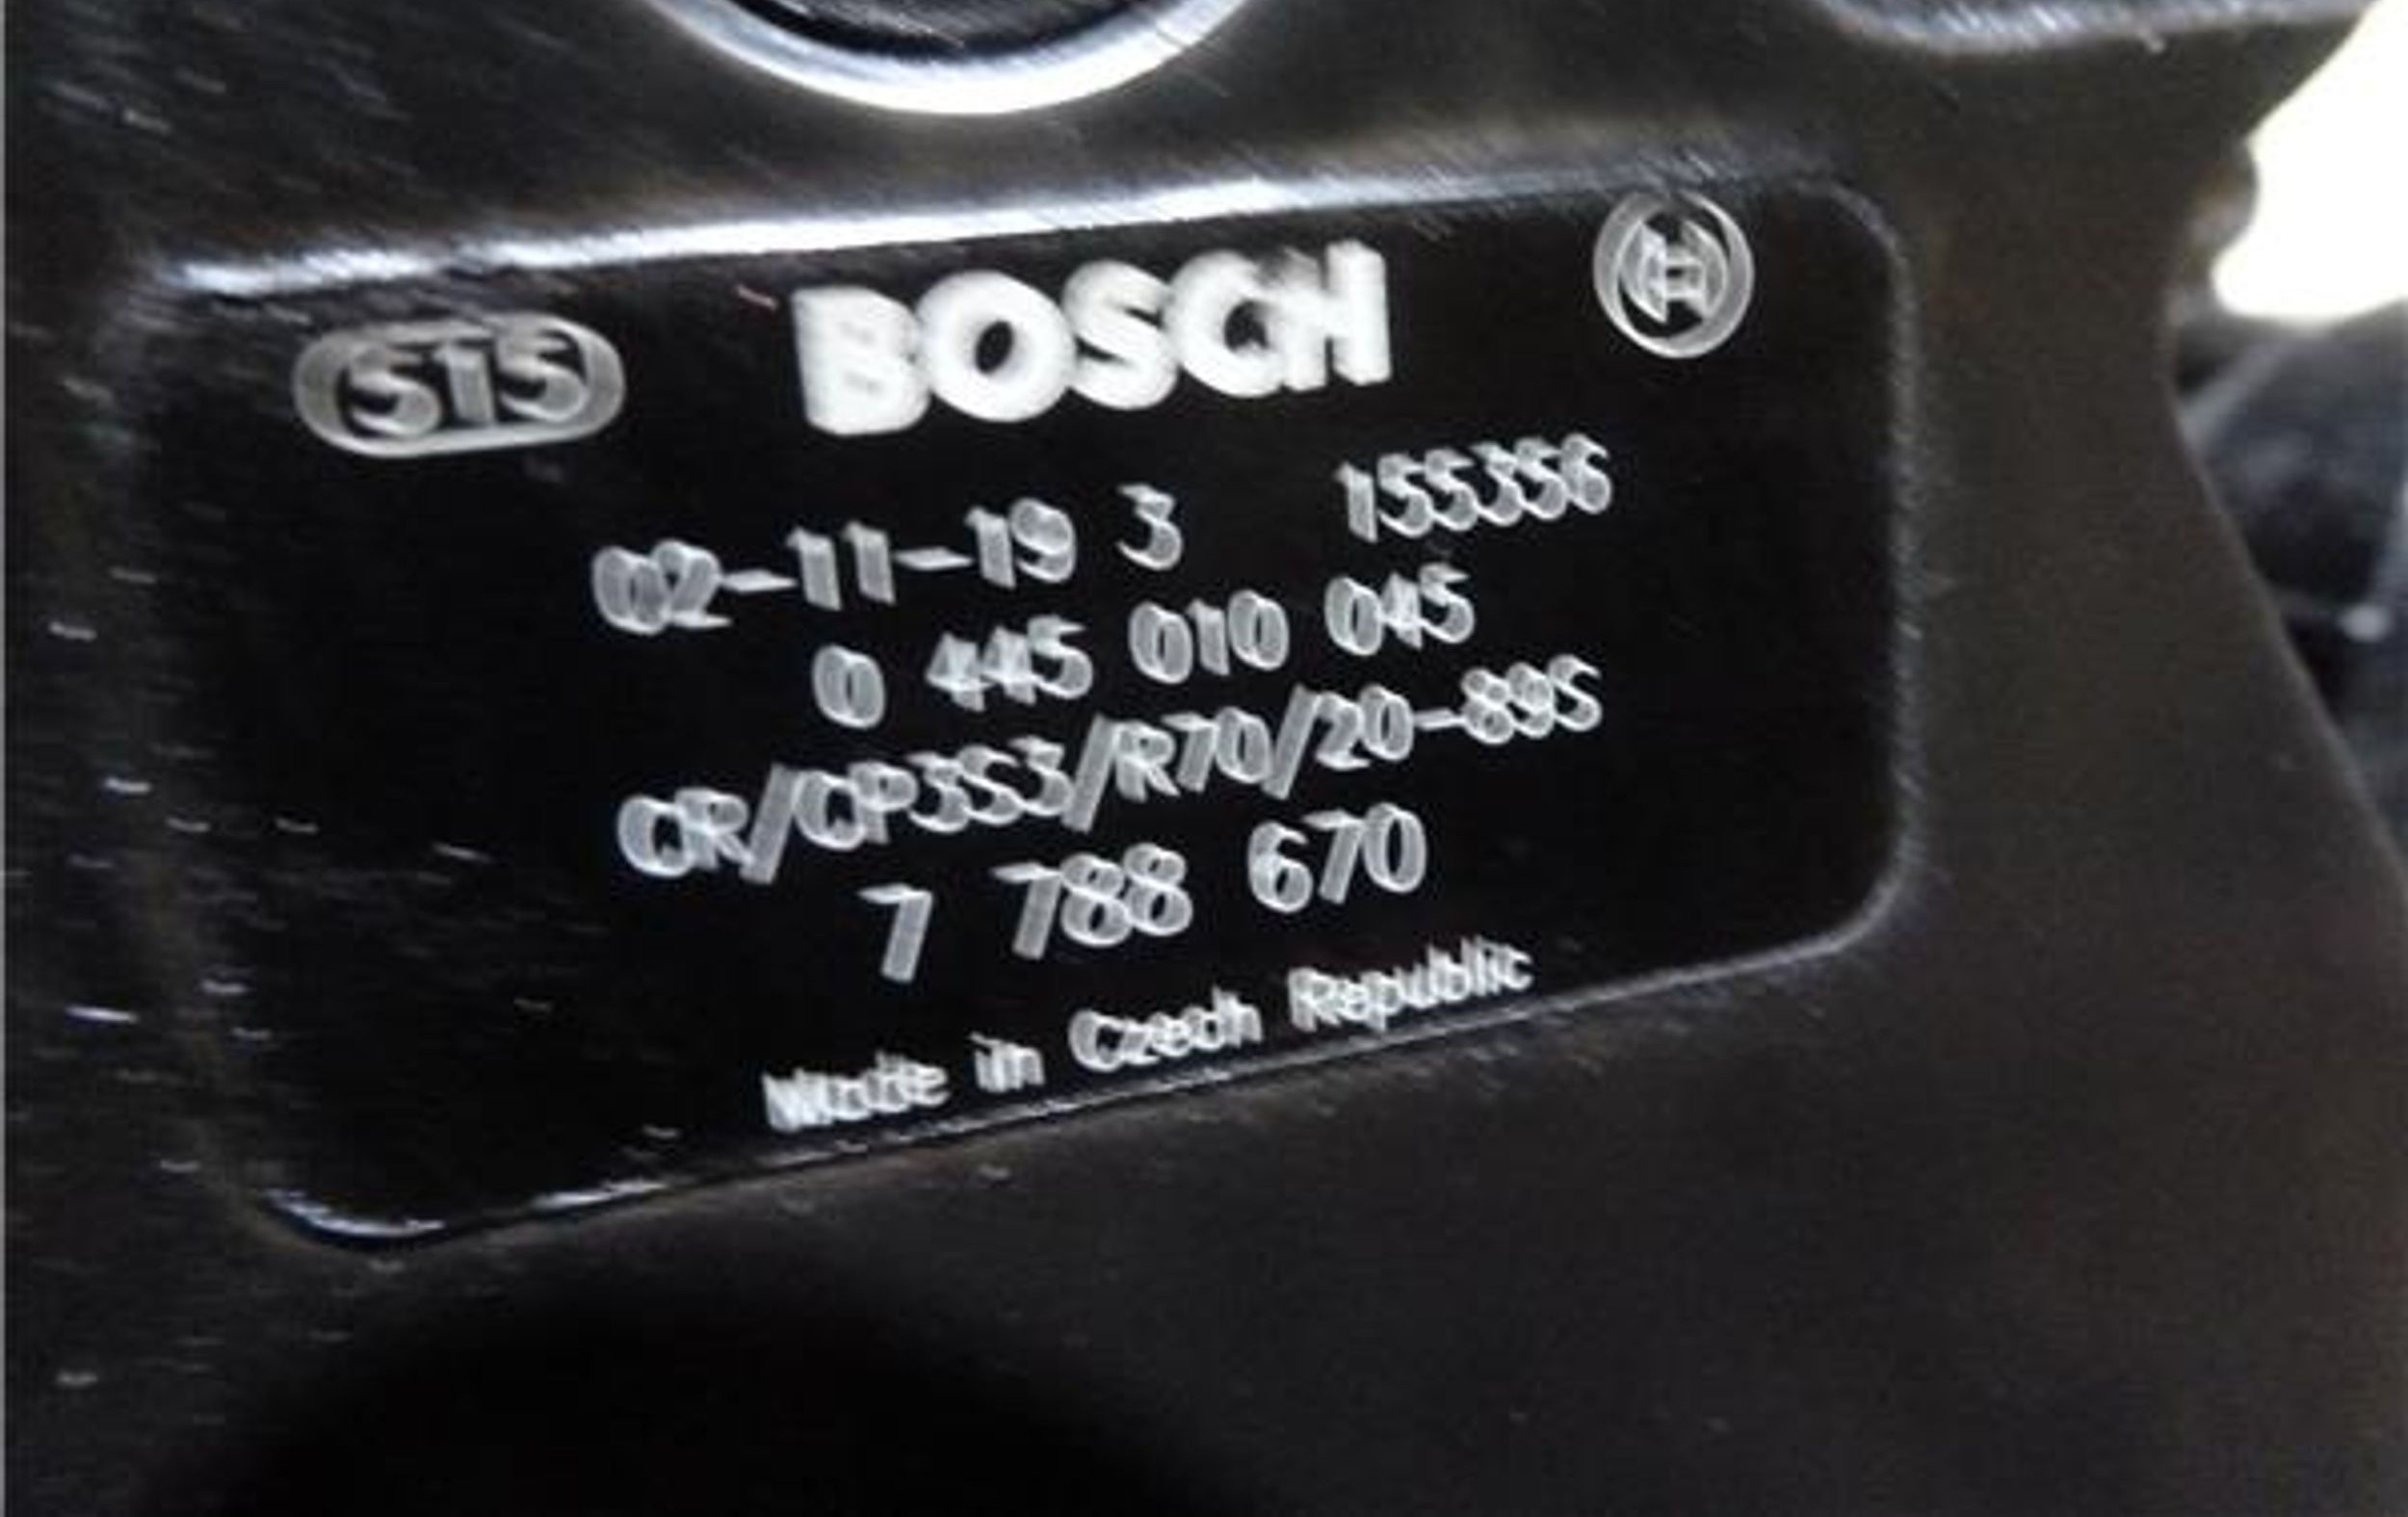 S1S BOSCH
02-11-19 3 155356
0 445 010 045
CR/CP3S3/R70/20-89S
7 788 670
Made in Czech Republic